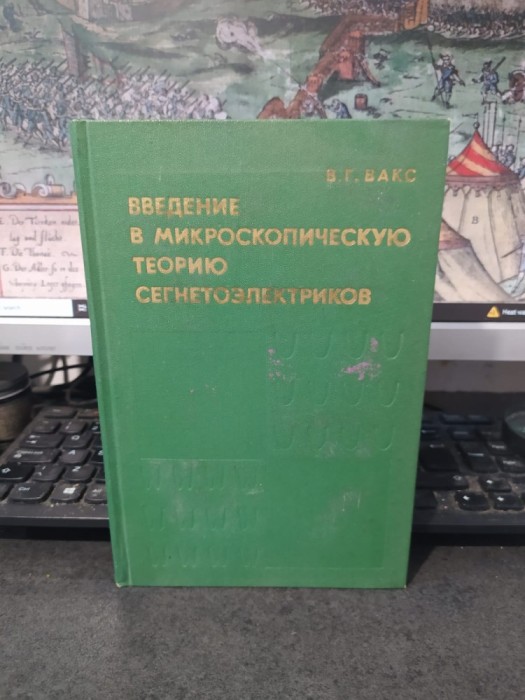 В.Г. ВАКС
ВВЕДЕНИЕ
В МИКРОСКОПИЧЕСКУЮ
ТЕОРИЮ
СЕГНЕТОЭЛЕКТРИКОВ
B